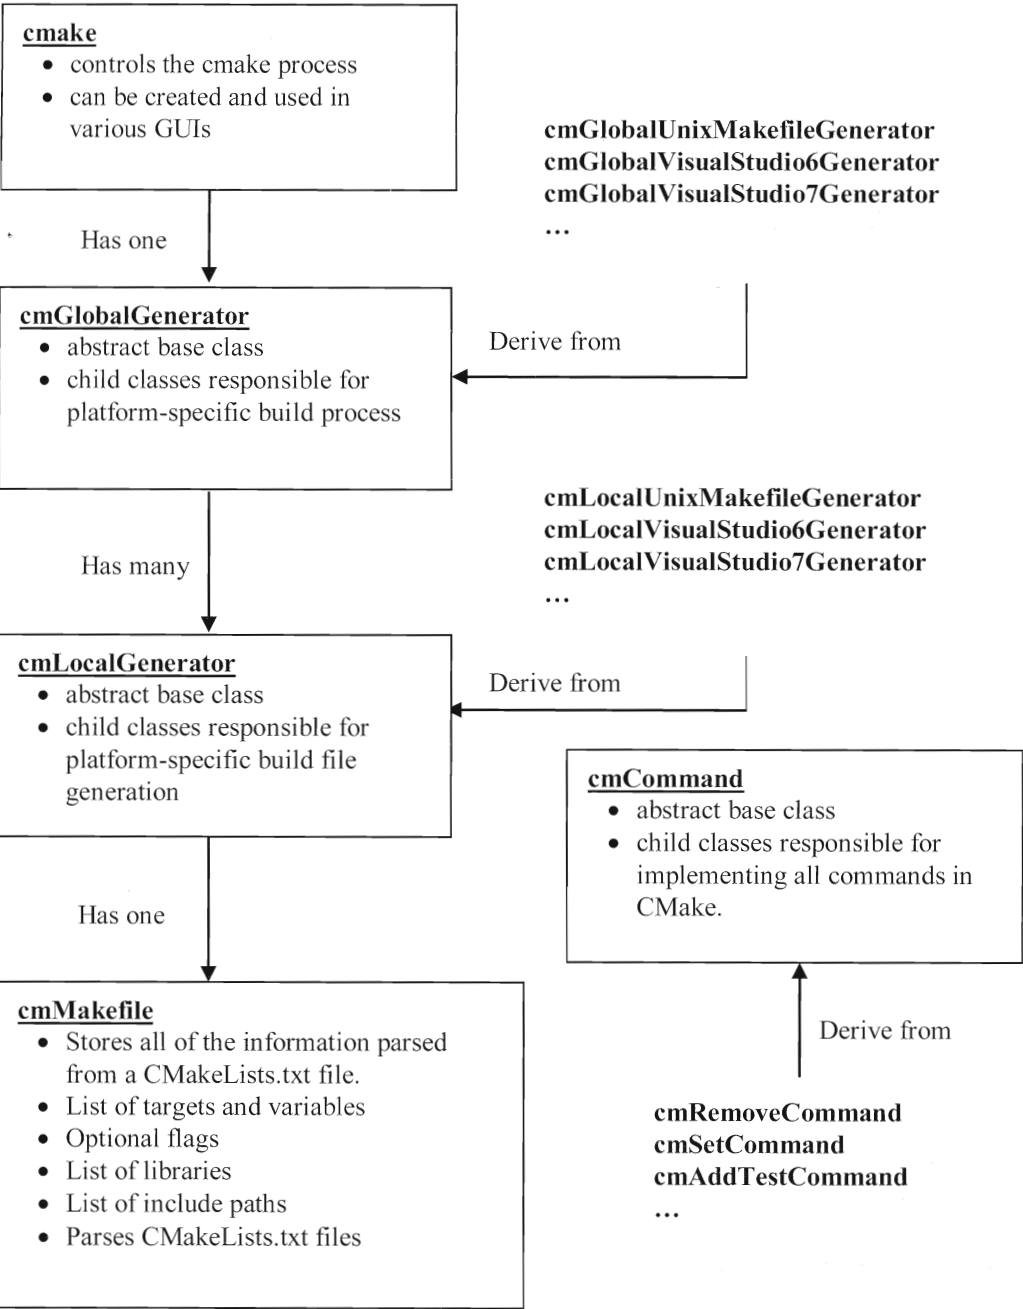 cmake
• controls the cmake process
• can be created and used in
various GUIs
cmGlobalUnixMakefileGenerator
cmGlobalVisualStudio6Generator
cmGlobalVisualStudio7Generator
...
Has one
cmGlobalGenerator
• abstract base class
• child classes responsible for
platform-specific build process
Derive from
Has many
cmLocalUnixMakefileGenerator
cmLocalVisualStudio6Generator
cmLocalVisualStudio7Generator
...
cmLocalGenerator
• abstract base class
• child classes responsible for
platform-specific build file
generation
Derive from
cmCommand
• abstract base class
• child classes responsible for
implementing all commands in
CMake.
Has one
cmMakefile
• Stores all of the information parsed
from a CMakeLists.txt file.
• List of targets and variables
• Optional flags
• List of libraries
• List of include paths
• Parses CMakeLists.txt files
Derive from
cmRemoveCommand
cmSetCommand
cmAddTestCommand
...